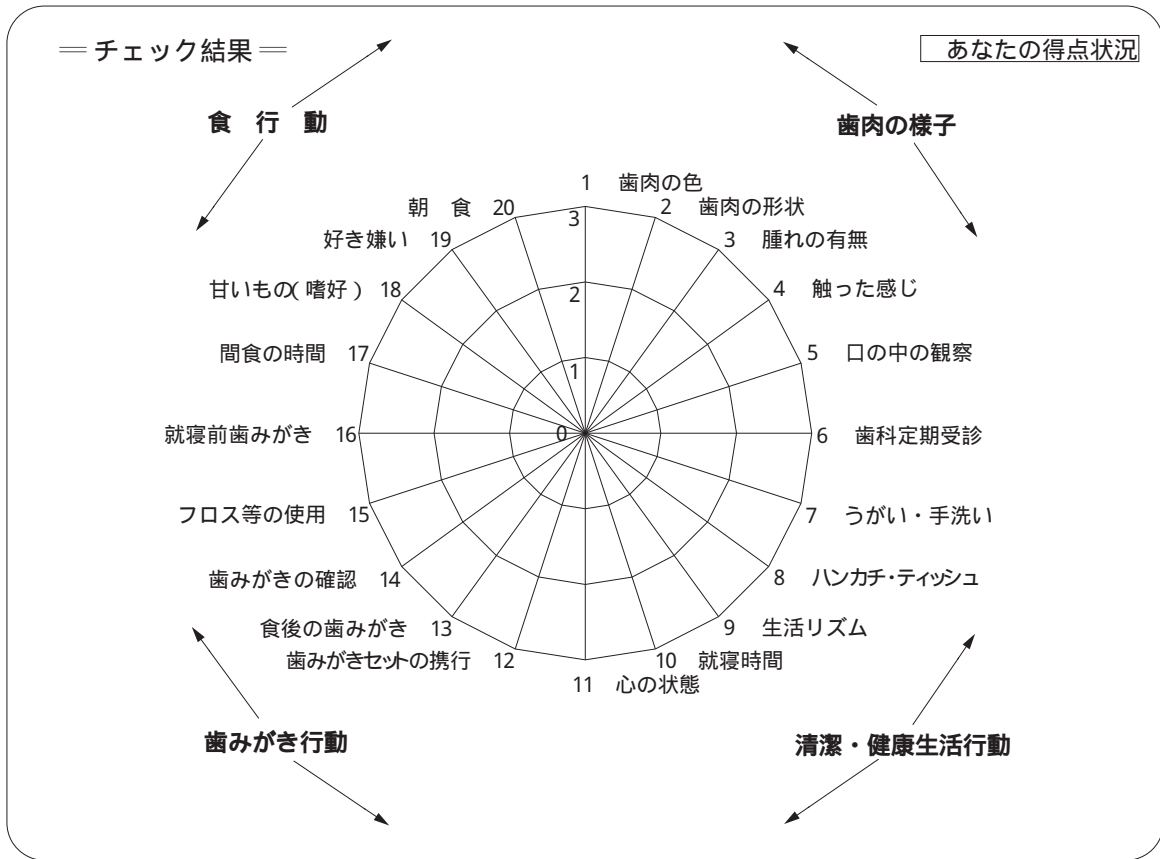 チェック結果
あなたの得点状況
食 行 動
歯肉の様子
1 歯肉の色
2 歯肉の形状
3 腫れの有無
4 触った感じ
5 口の中の観察
6 歯科定期受診
7 うがい・手洗い
8 ハンカチ・ティッシュ
9 生活リズム
10 就寝時間
11 心の状態
歯みがきセットの携行 12
食後の歯みがき 13
歯みがきの確認 14
フロス等の使用 15
就寝前歯みがき 16
間食の時間 17
甘いもの(嗜好) 18
好き嫌い 19
朝 食 20
3
2
1
0
歯みがき行動
清潔・健康生活行動